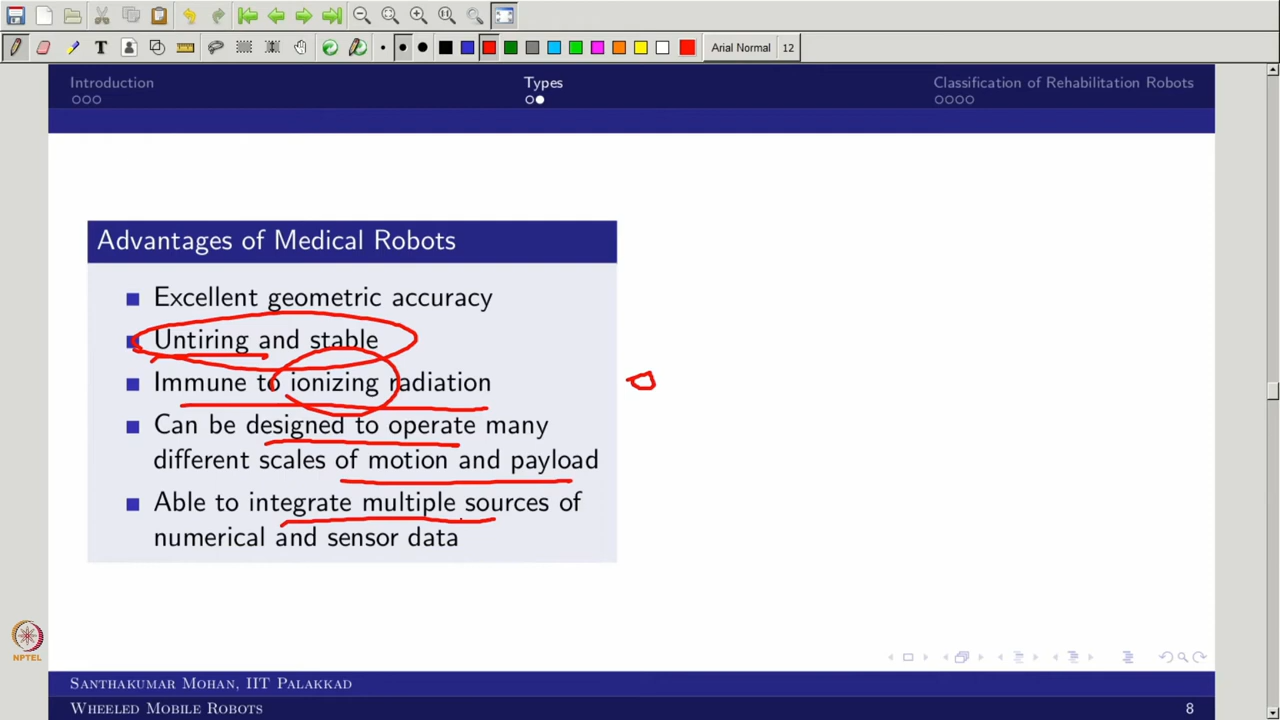 T
1:1
Arial Normal 12
Introduction Types Classification of Rehabilitation Robots
Advantages of Medical Robots
Excellent geometric accuracy
Untiring and stable
Immune to ionizing radiation
Can be designed to operate many
different scales of motion and payload
Able to integrate multiple sources of
numerical and sensor data
NPTEL
Santhakumar Mohan, IIT Palakkad
Wheeled Mobile Robots 8